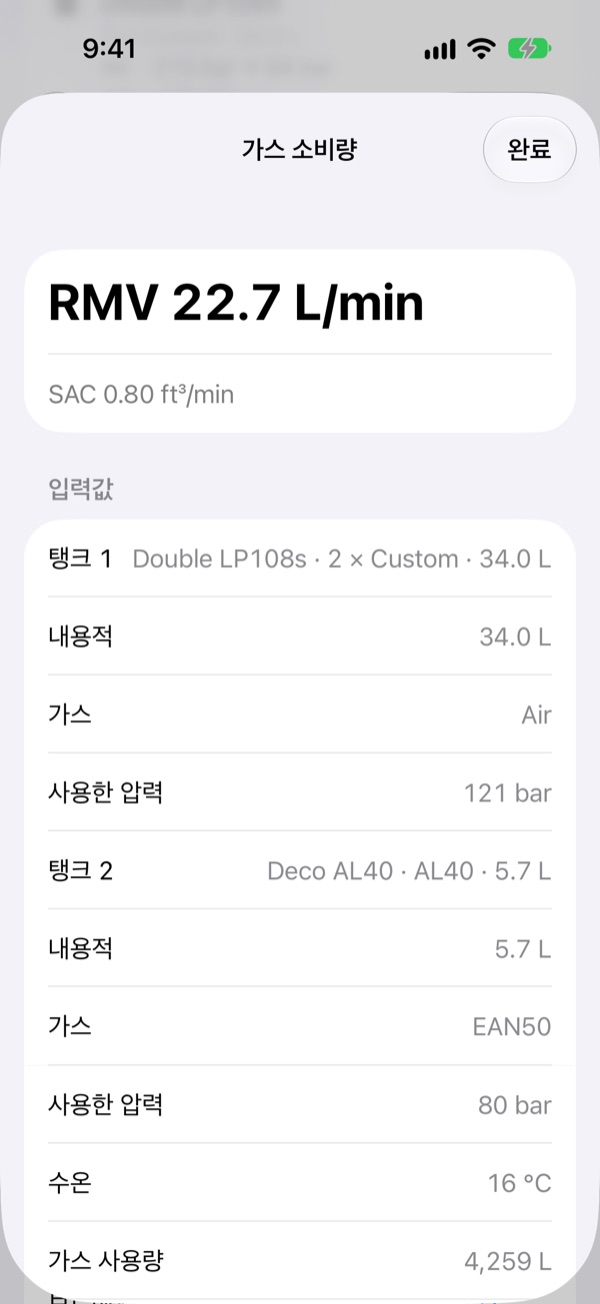 9:41
가스 소비량
완료
RMV 22.7 L/min
SAC 0.80 ft³/min
입력값
탱크 1 Double LP108s · 2 × Custom · 34.0 L
내용적 34.0 L
가스 Air
사용한 압력 121 bar
탱크 2 Deco AL40 · AL40 · 5.7 L
내용적 5.7 L
가스 EAN50
사용한 압력 80 bar
수온 16 °C
가스 사용량 4,259 L